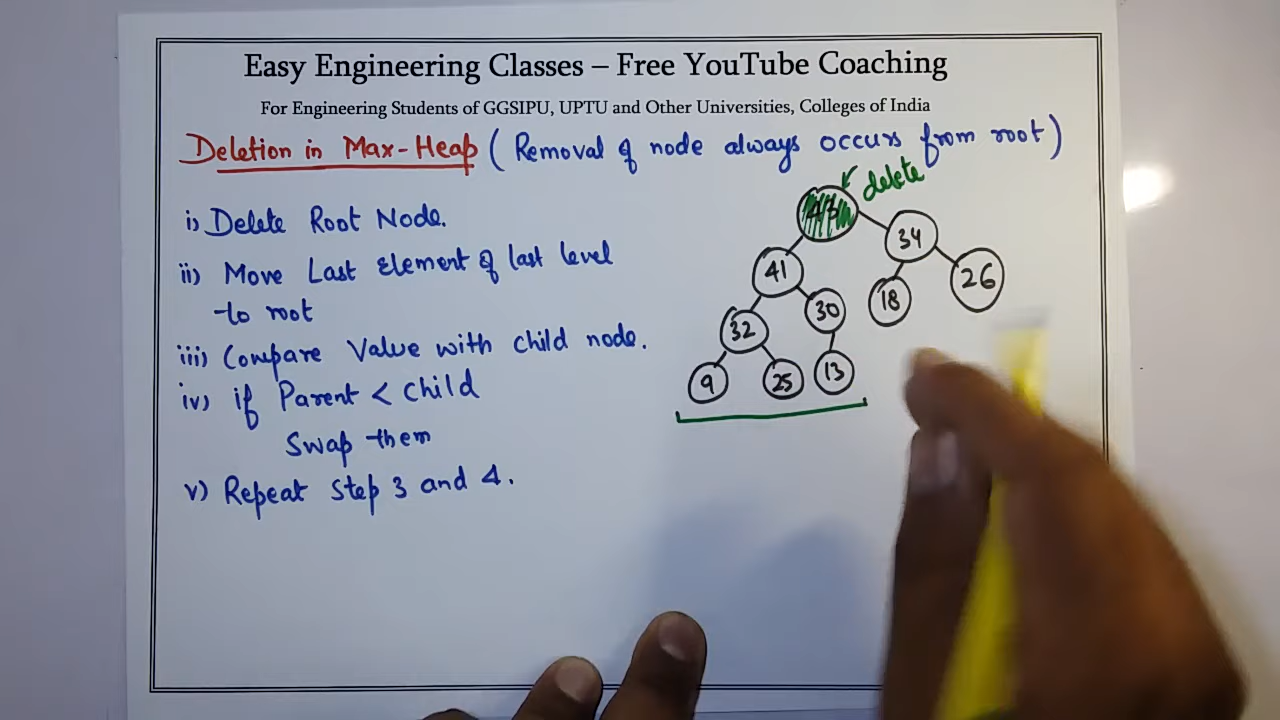 Easy Engineering Classes – Free YouTube Coaching
For Engineering Students of GGSIPU, UPTU and Other Universities, Colleges of India
Deletion in Max-Heap (Removal of node always occurs from root)
delete
i) Delete Root Node.
ii) Move Last Element of last level
to root
iii) Compare Value with child node.
iv) if Parent < child
Swap them
v) Repeat Step 3 and 4.
43
34
41
26
18
30
32
9
25
13